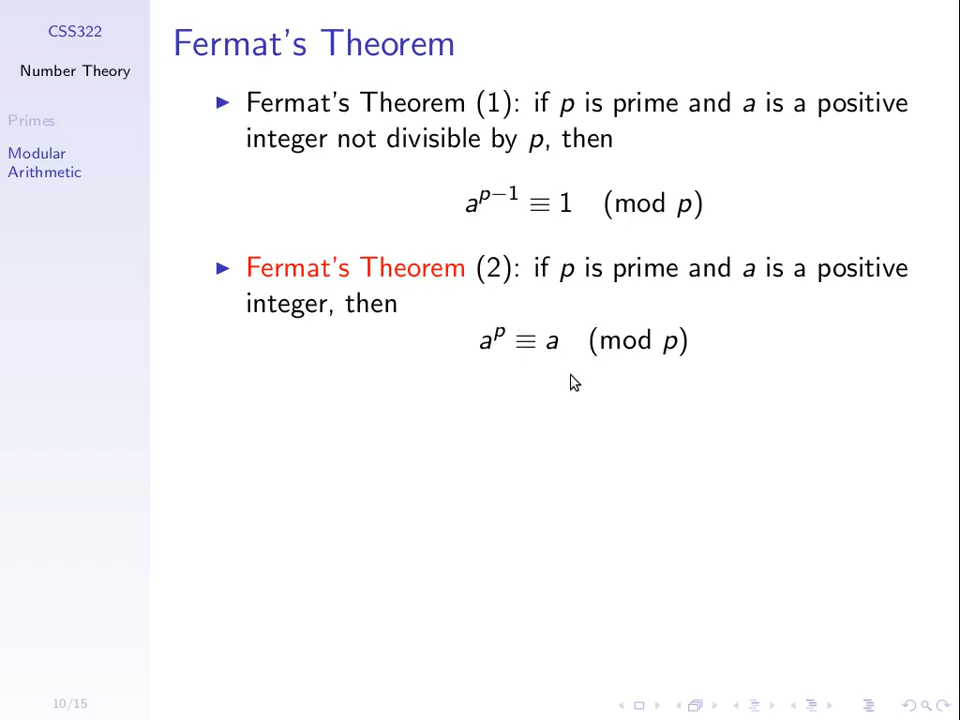 CSS322
Number Theory
Primes
Modular
Arithmetic
Fermat's Theorem
▶ Fermat's Theorem (1): if p is prime and a is a positive
integer not divisible by p, then
a^{p−1} ≡ 1 (mod p)
▶ Fermat's Theorem (2): if p is prime and a is a positive
integer, then
a^p ≡ a (mod p)
10/15